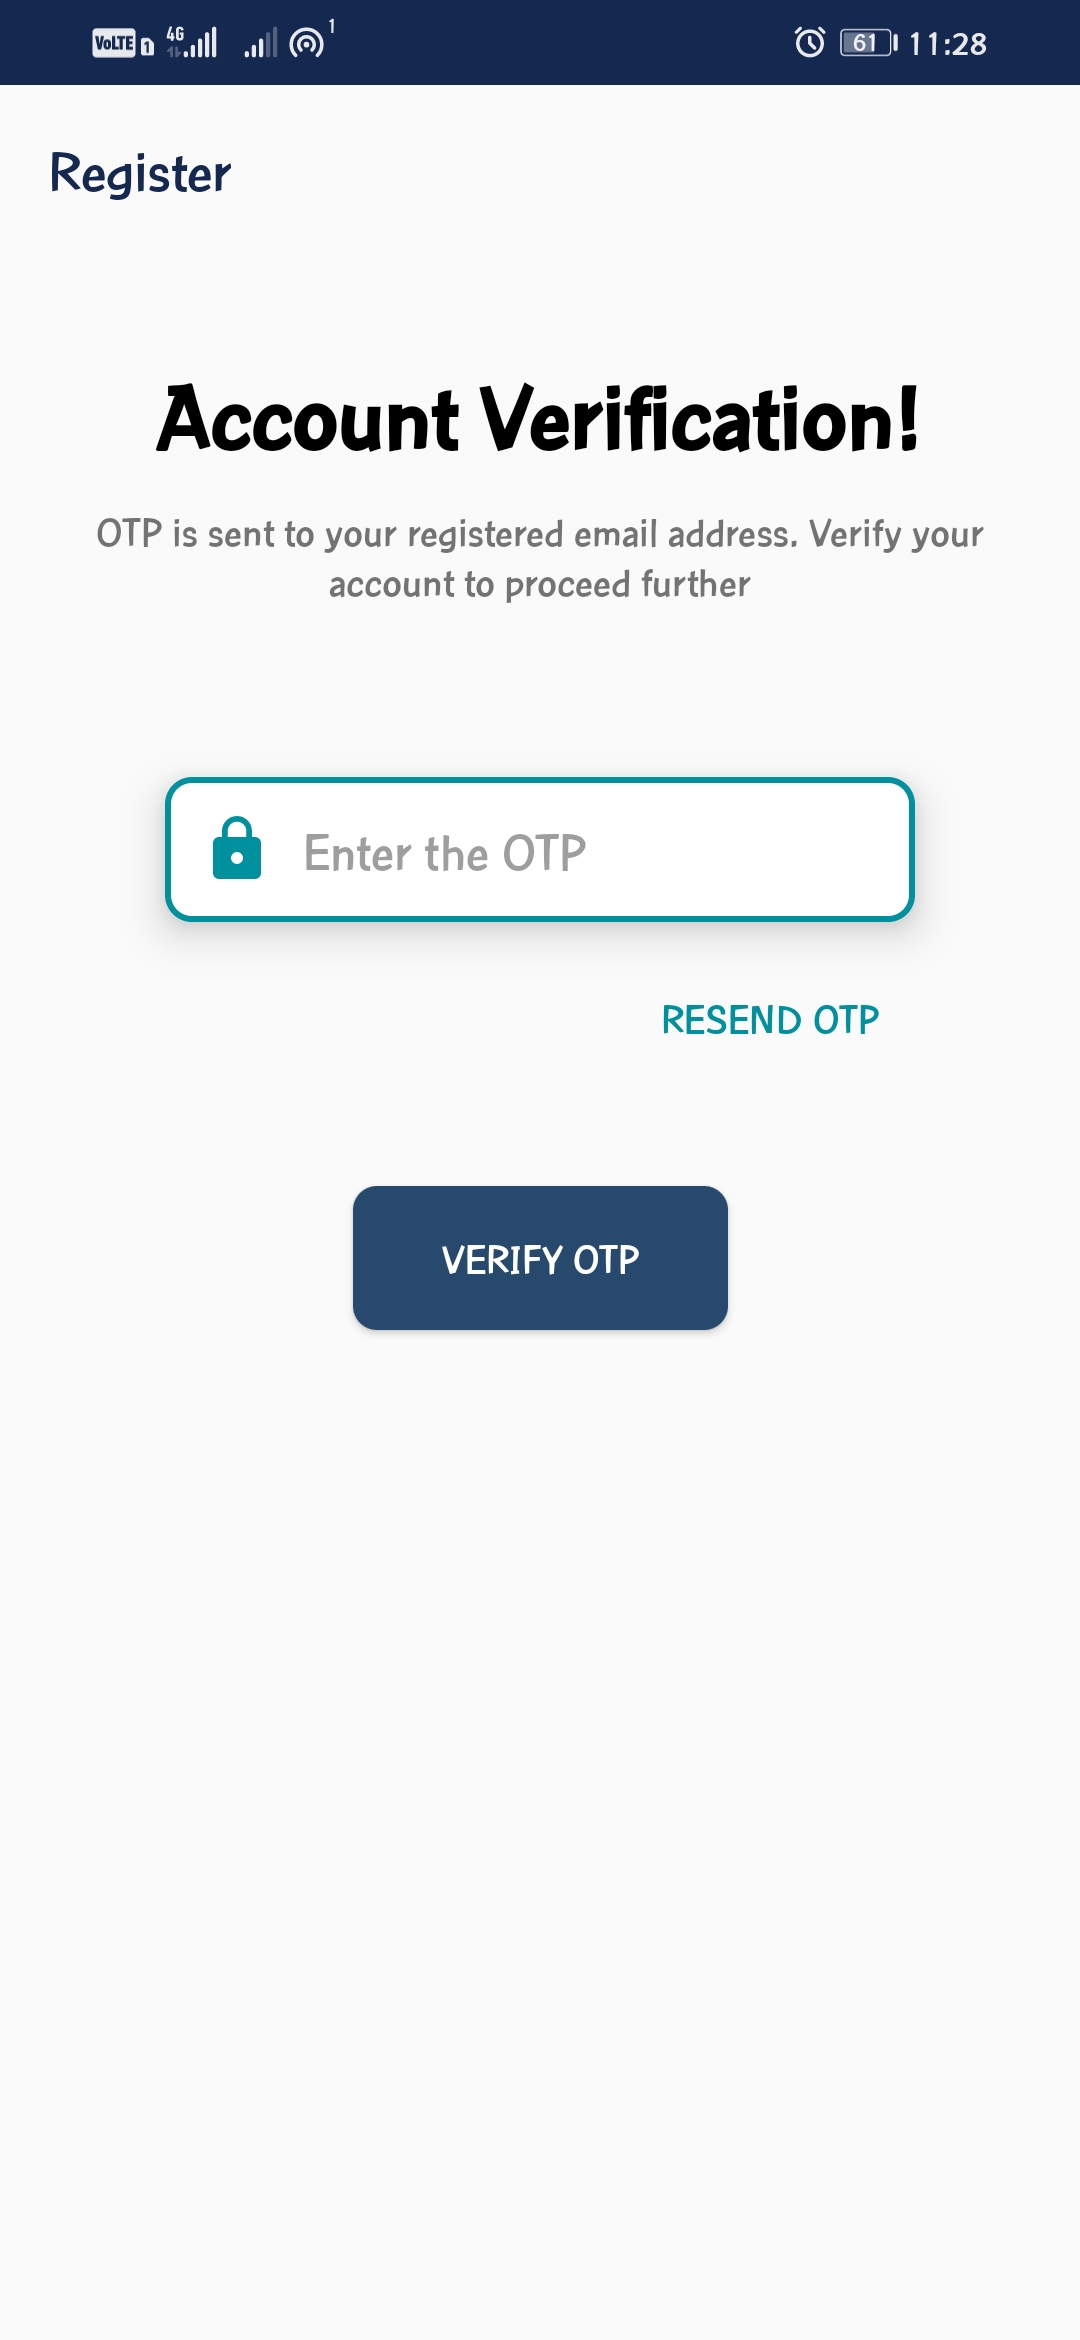 VoLTE 1 4G 1 61 11:28
Register
Account Verification!
OTP is sent to your registered email address. Verify your
account to proceed further
Enter the OTP
RESEND OTP
VERIFY OTP